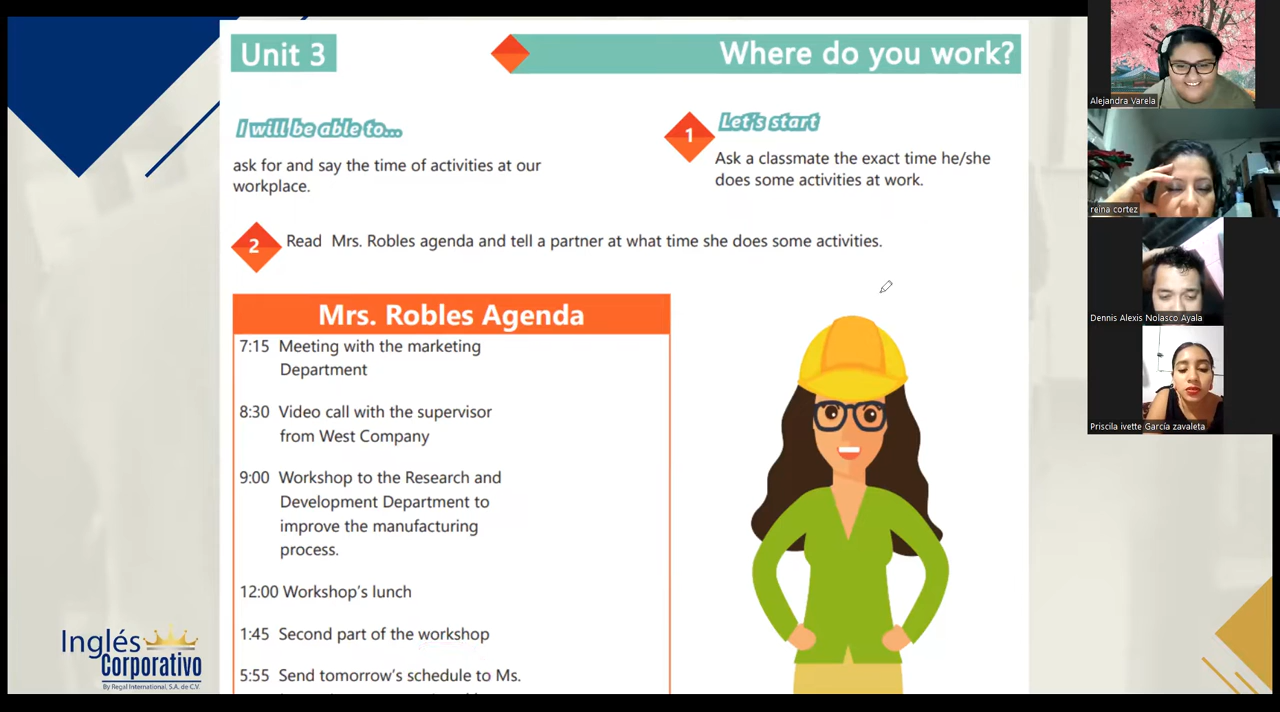 Unit 3
Where do you work?
I will be able to...
ask for and say the time of activities at our
workplace.
1
Let's start
Ask a classmate the exact time he/she
does some activities at work.
2
Read Mrs. Robles agenda and tell a partner at what time she does some activities.
Mrs. Robles Agenda
7:15 Meeting with the marketing
Department
8:30 Video call with the supervisor
from West Company
9:00 Workshop to the Research and
Development Department to
improve the manufacturing
process.
12:00 Workshop's lunch
1:45 Second part of the workshop
5:55 Send tomorrow's schedule to Ms.
Inglés
Corporativo
By Regal International, S.A. de C.V.
Alejandra Varela
reina cortez
Dennis Alexis Nolasco Ayala
Priscila ivette García zavaleta